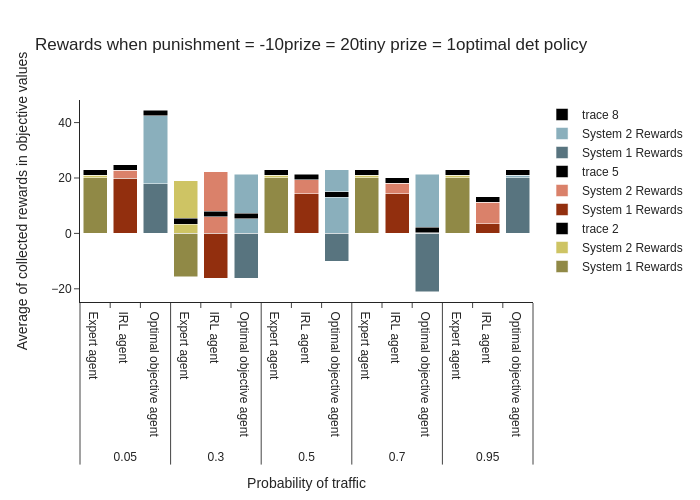 Rewards when punishment = -10prize = 20tiny prize = 1optimal det policy
Average of collected rewards in objective values
40
20
0
−20
Expert agent
IRL agent
Optimal objective agent
Expert agent
IRL agent
Optimal objective agent
Expert agent
IRL agent
Optimal objective agent
Expert agent
IRL agent
Optimal objective agent
Expert agent
IRL agent
Optimal objective agent
0.05
0.3
0.5
0.7
0.95
Probability of traffic
trace 8
System 2 Rewards
System 1 Rewards
trace 5
System 2 Rewards
System 1 Rewards
trace 2
System 2 Rewards
System 1 Rewards